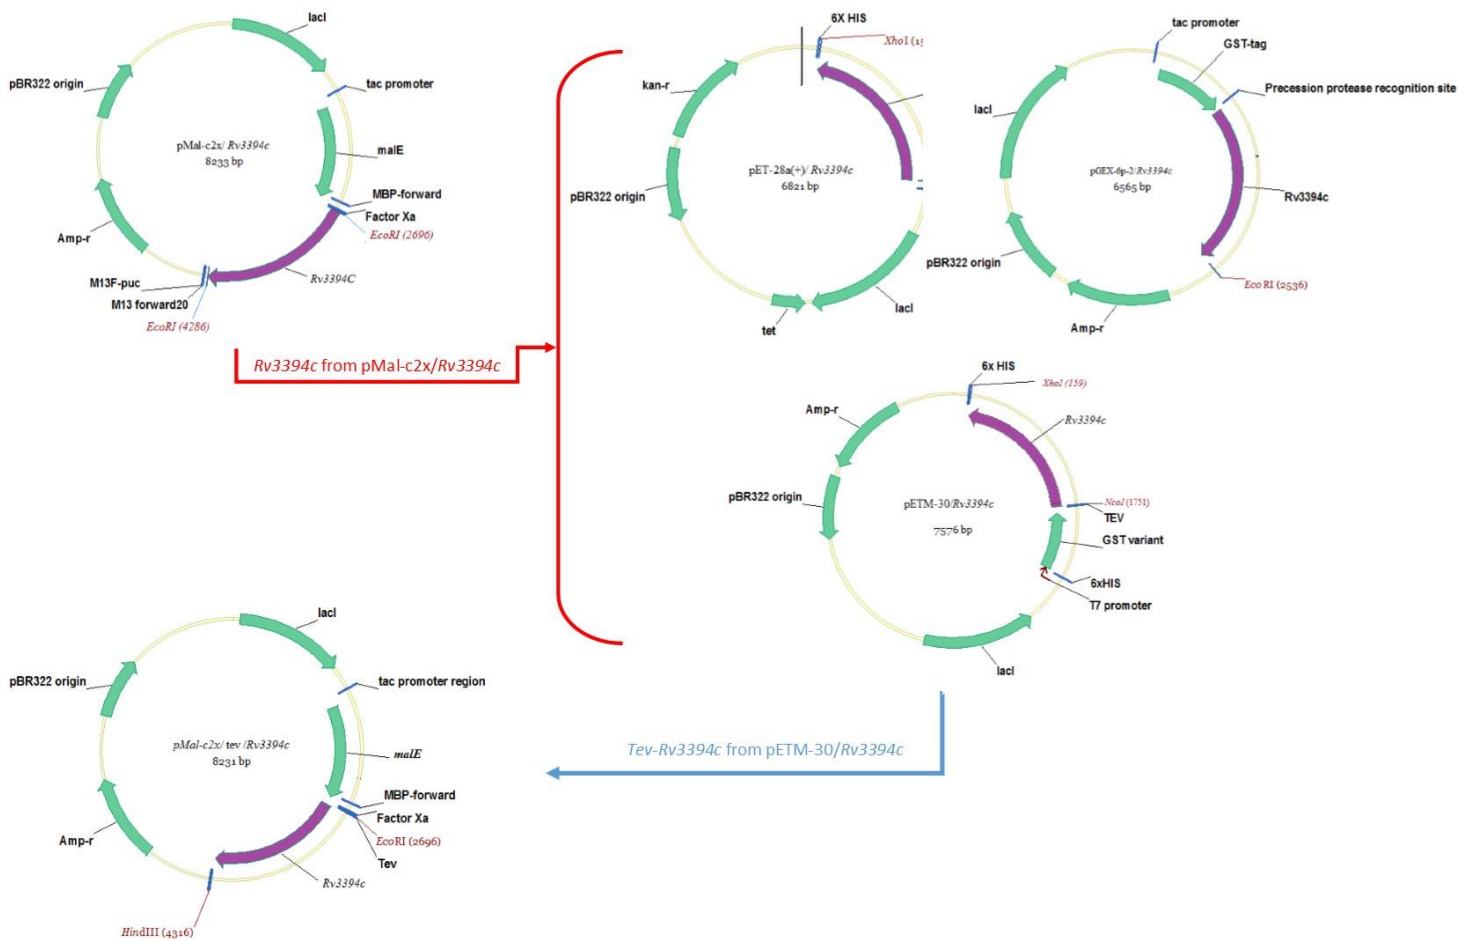 lacI
tac promoter
pBR322 origin
pMal-c2x/ Rv3394c
8233 bp
malE
MBP-forward
Factor Xa
EcoRI (2696)
Amp-r
Rv3394C
M13F-puc
M13 forward20
EcoRI (4286)
Rv3394c from pMal-c2x/Rv3394c
6X HIS
XhoI (15
kan-r
pET-28a(+)/ Rv3394c
6821 bp
pBR322 origin
lacI
tet
tac promoter
GST-tag
Precession protease recognition site
lacI
pGEX-6p-2/Rv3394c
6565 bp
Rv3394c
pBR322 origin
EcoRI (2536)
Amp-r
6x HIS
XhoI (159)
Amp-r
Rv3394c
pBR322 origin
pETM-30/Rv3394c
7576 bp
NcoI (1751)
TEV
GST variant
6xHIS
T7 promoter
lacI
Tev-Rv3394c from pETM-30/Rv3394c
lacI
pBR322 origin
tac promoter region
pMal-c2x/ tev /Rv3394c
8231 bp
malE
MBP-forward
Factor Xa
EcoRI (2696)
Amp-r
Tev
Rv3394c
HindIII (4316)